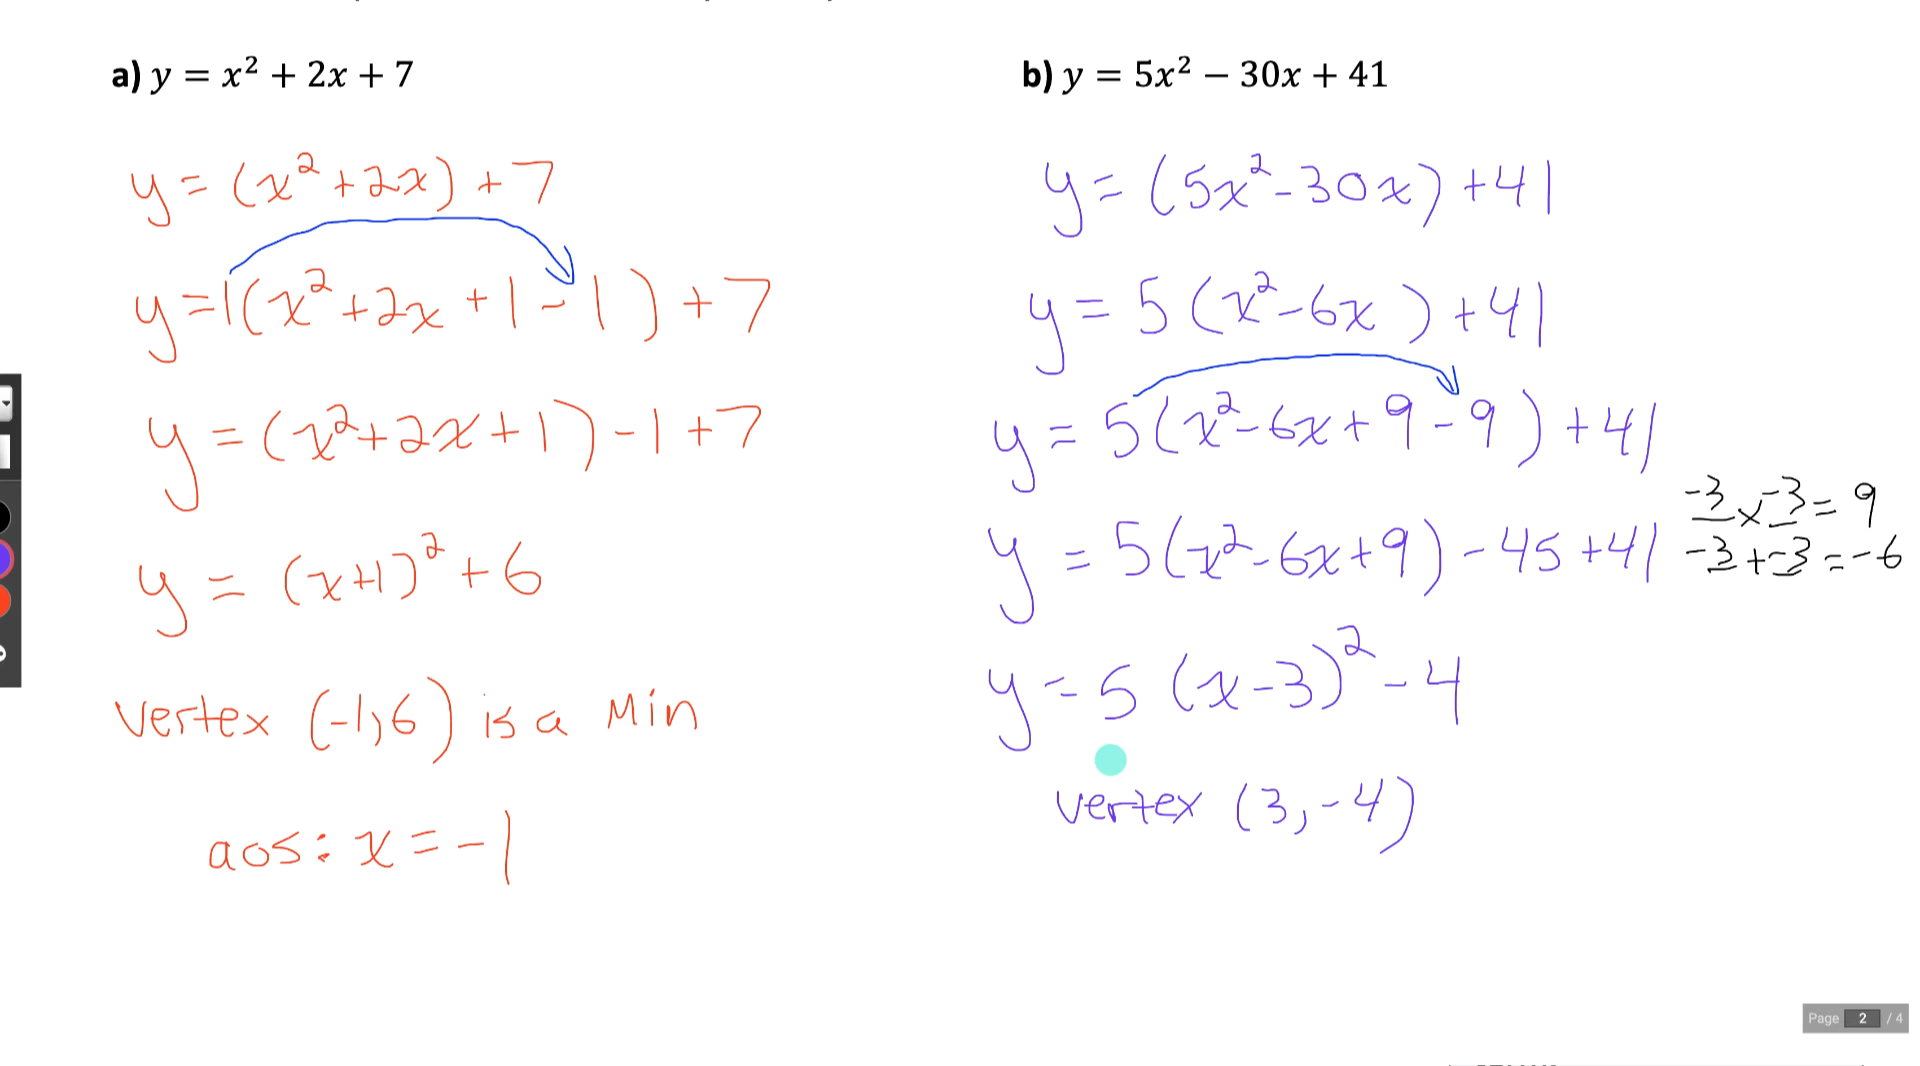 a) y = x² + 2x + 7
y = (x² + 2x) + 7
y = 1(x² + 2x + 1 - 1) + 7
y = (x² + 2x + 1) - 1 + 7
y = (x+1)² + 6
vertex (-1, 6) is a Min
aos: x = -1
b) y = 5x² − 30x + 41
y = (5x² - 30x) + 41
y = 5(x² - 6x ) + 41
y = 5(x² - 6x + 9 - 9) + 41
-3 x -3 = 9
y = 5(x² - 6x + 9) - 45 + 41
-3 + -3 = -6
y = 5 (x - 3)² - 4
vertex (3, -4)
Page 2 / 4